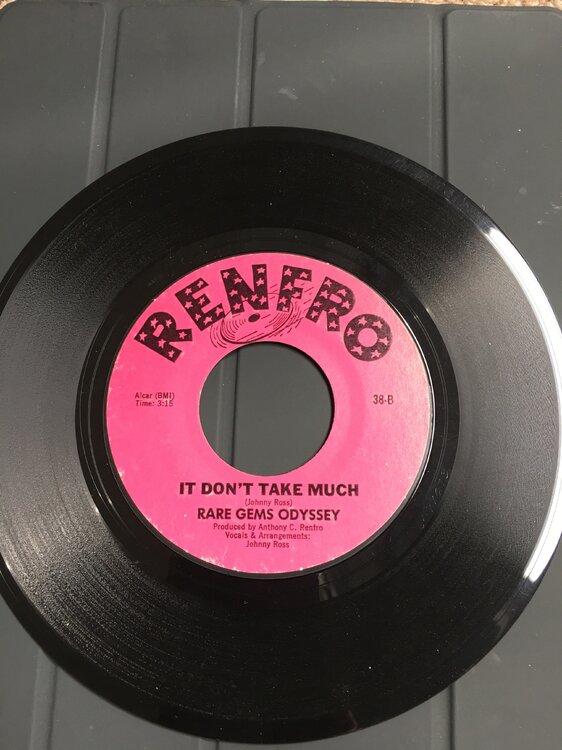 RENFRO
Alcar (BMI)
Time: 3:15
38-B
IT DON'T TAKE MUCH
(Johnny Ross)
RARE GEMS ODYSSEY
Produced by Anthony C. Renfro
Vocals & Arrangements:
Johnny Ross